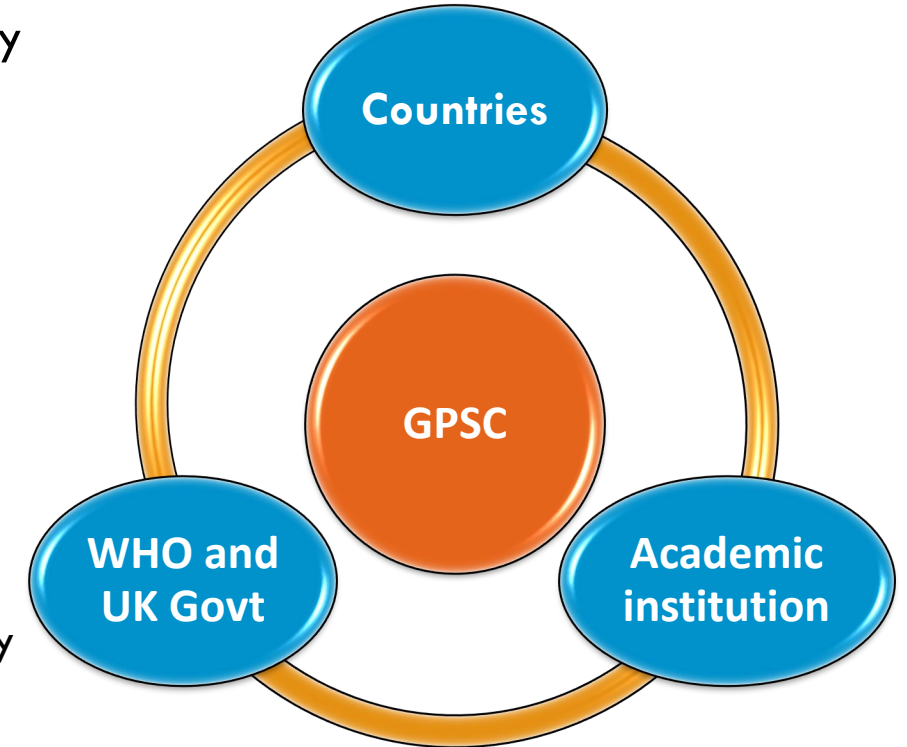 y
Countries
GPSC
WHO and
UK Govt
Academic
institution
y